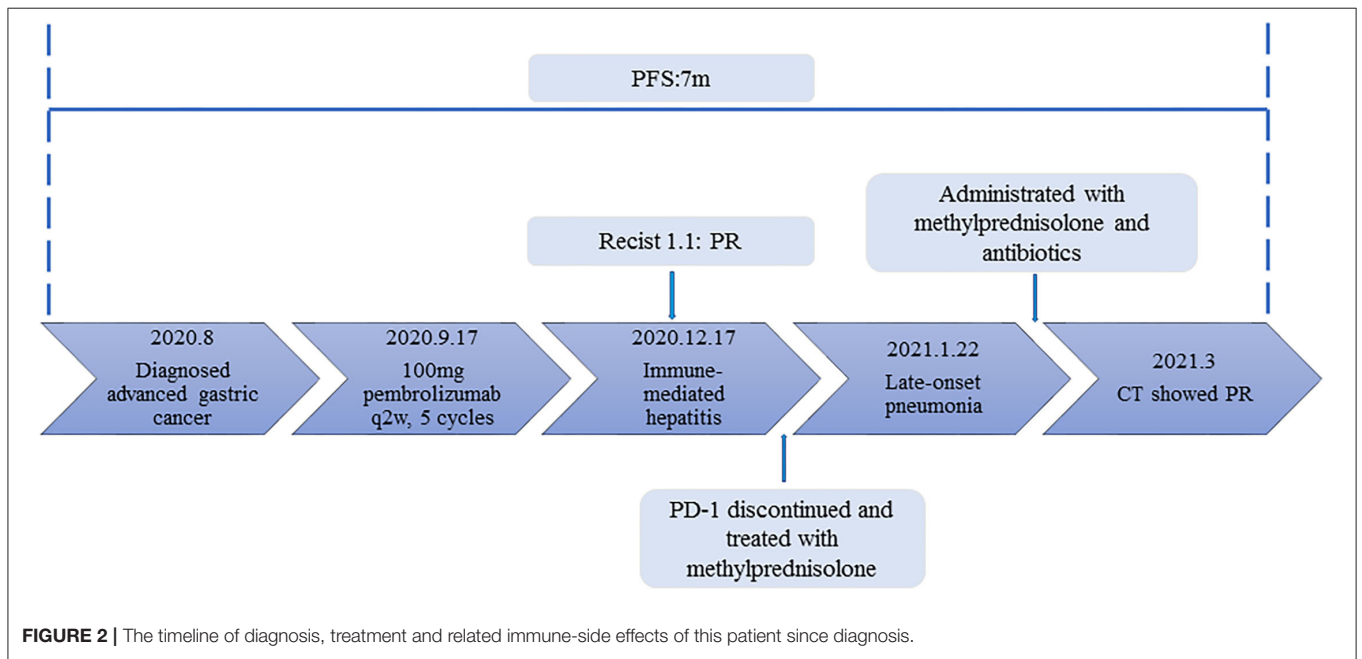 PFS:7m
Recist 1.1: PR
Administrated with
methylprednisolone and
antibiotics
2020.8
Diagnosed
advanced gastric
cancer
2020.9.17
100mg
pembrolizumab
q2w, 5 cycles
2020.12.17
Immune-
mediated
hepatitis
2021.1.22
Late-onset
pneumonia
2021.3
CT showed PR
PD-1 discontinued and
treated with
methylprednisolone
FIGURE 2 | The timeline of diagnosis, treatment and related immune-side effects of this patient since diagnosis.